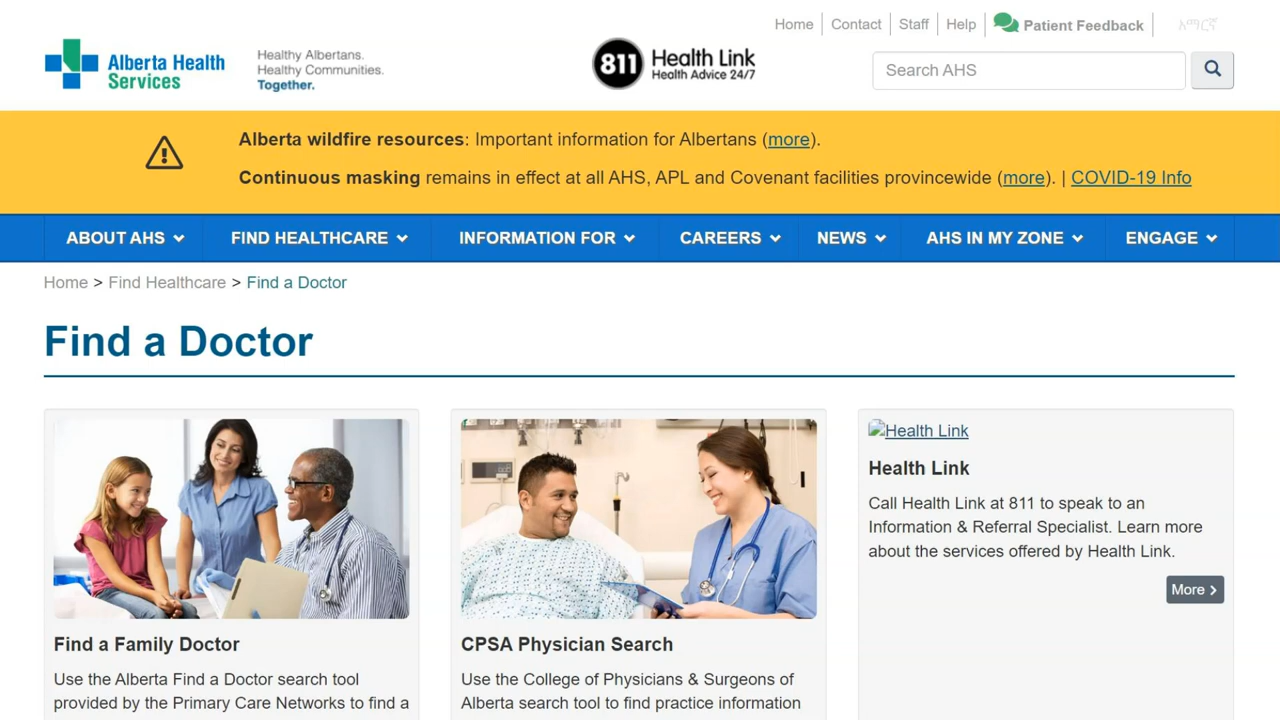 Home
Contact
Staff
Help
Patient Feedback
አማርኛ
Alberta Health
Services
Healthy Albertans.
Healthy Communities.
Together.
811
Health Link
Health Advice 24/7
Search AHS
Alberta wildfire resources: Important information for Albertans (more).
Continuous masking remains in effect at all AHS, APL and Covenant facilities provincewide (more). | COVID-19 Info
ABOUT AHS
FIND HEALTHCARE
INFORMATION FOR
CAREERS
NEWS
AHS IN MY ZONE
ENGAGE
Home > Find Healthcare > Find a Doctor
Find a Doctor
Find a Family Doctor
Use the Alberta Find a Doctor search tool
provided by the Primary Care Networks to find a
CPSA Physician Search
Use the College of Physicians & Surgeons of
Alberta search tool to find practice information
Health Link
Health Link
Call Health Link at 811 to speak to an
Information & Referral Specialist. Learn more
about the services offered by Health Link.
More